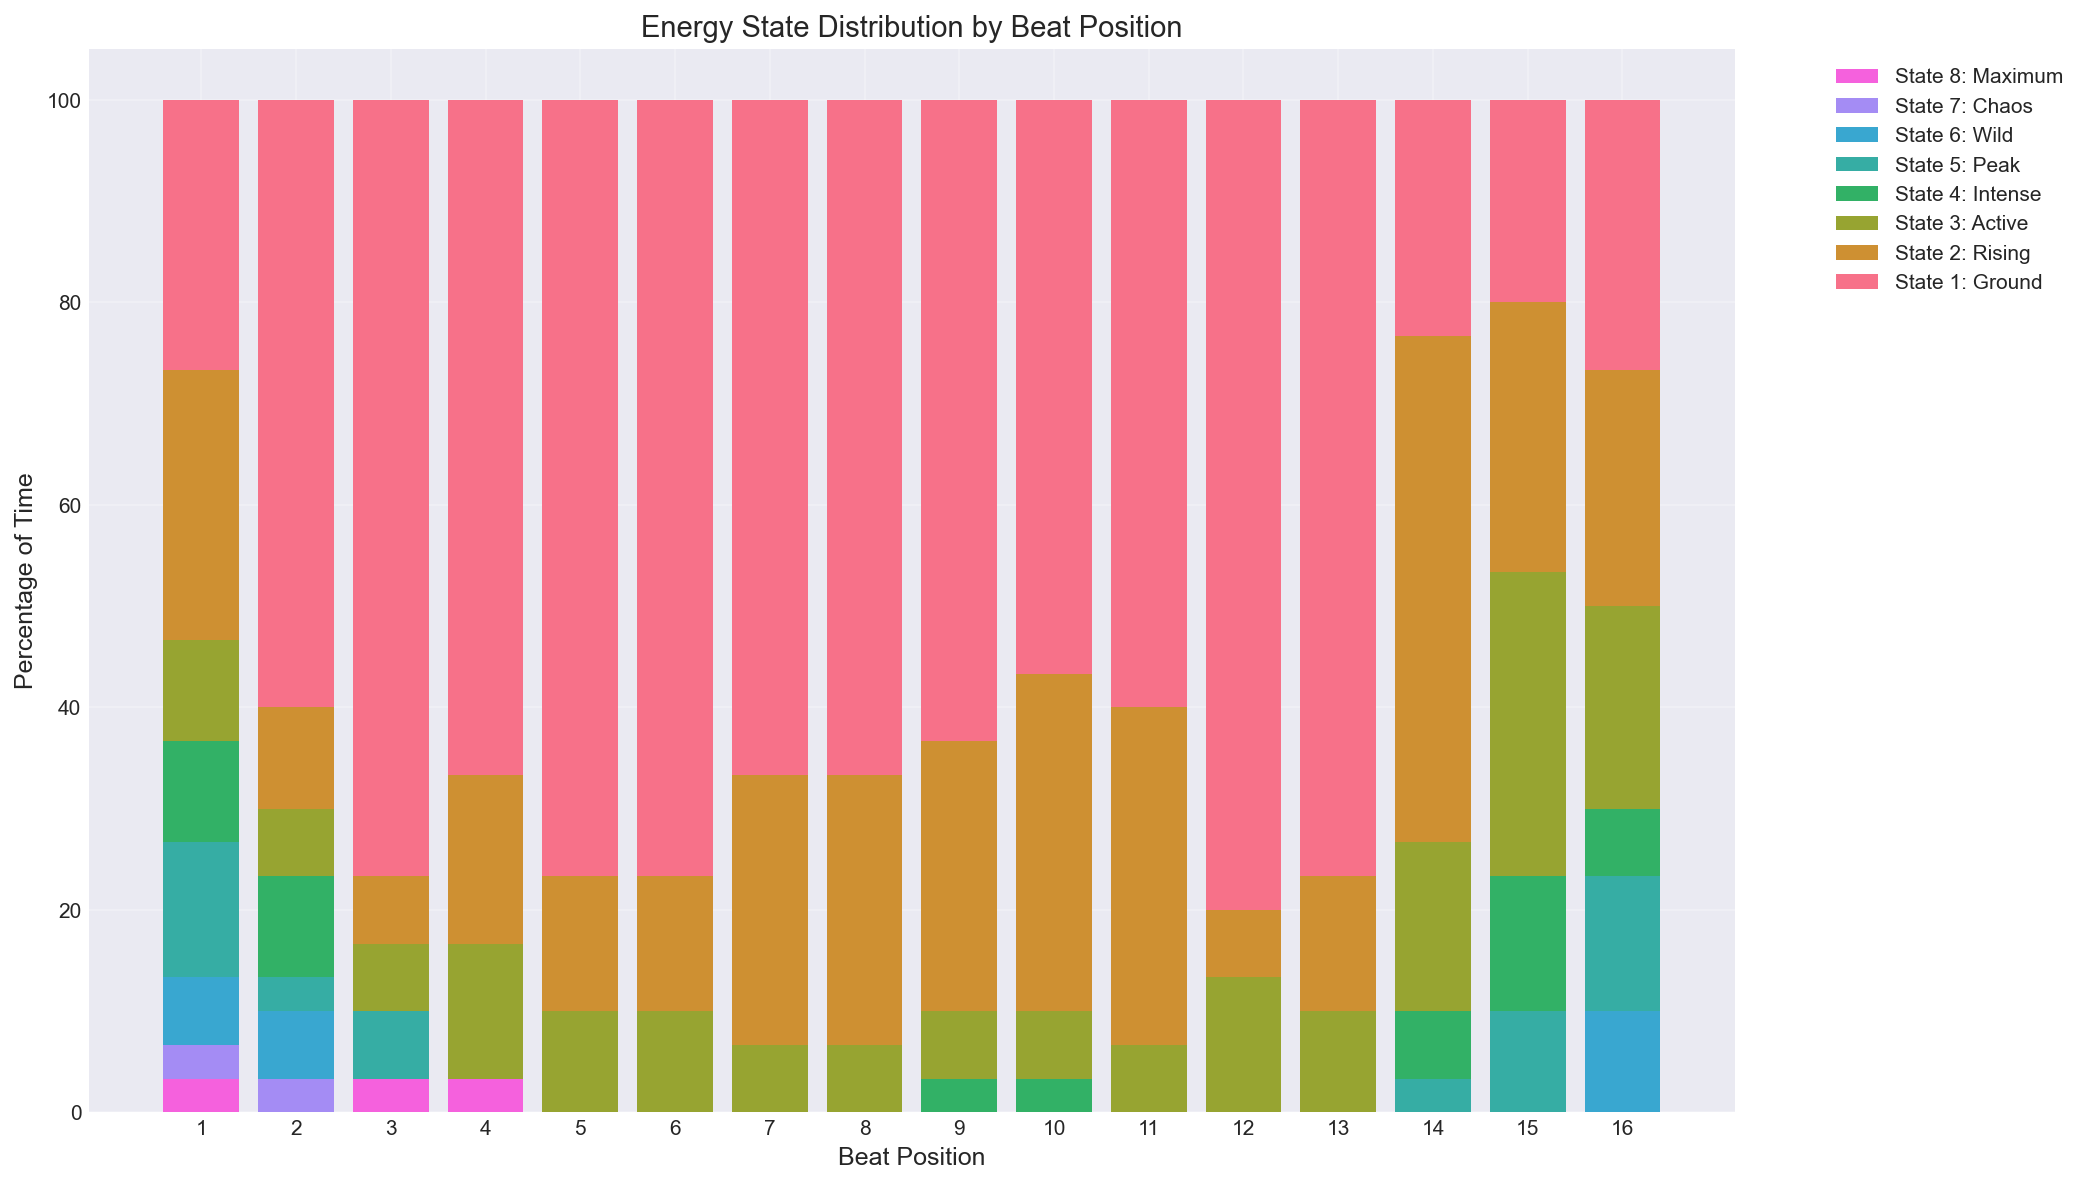 Energy State Distribution by Beat Position
State 8: Maximum
State 7: Chaos
State 6: Wild
State 5: Peak
State 4: Intense
State 3: Active
State 2: Rising
State 1: Ground
Percentage of Time
100
80
60
40
20
0
1 2 3 4 5 6 7 8 9 10 11 12 13 14 15 16
Beat Position